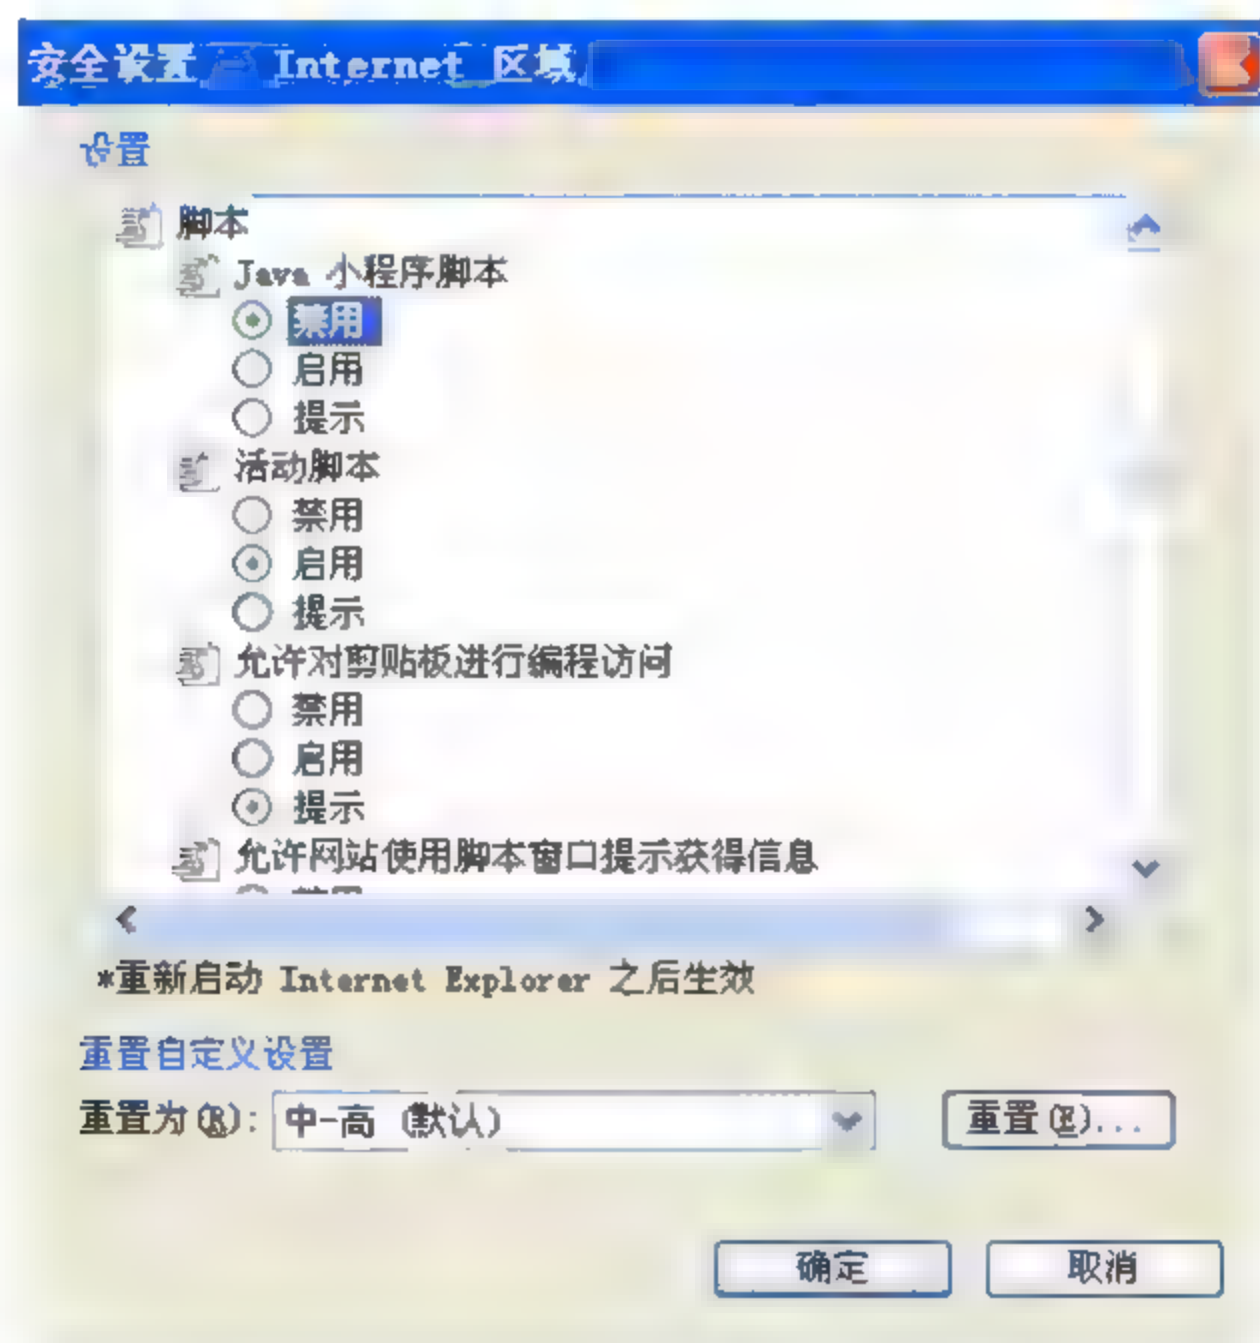 安全设置 — Internet 区域
设置
脚本
Java 小程序脚本
禁用
启用
提示
活动脚本
禁用
启用
提示
允许对剪贴板进行编程访问
禁用
启用
提示
允许网站使用脚本窗口提示获得信息
*重新启动 Internet Explorer 之后生效
重置自定义设置
重置为(R): 中-高 (默认) 重置(E)...
确定 取消